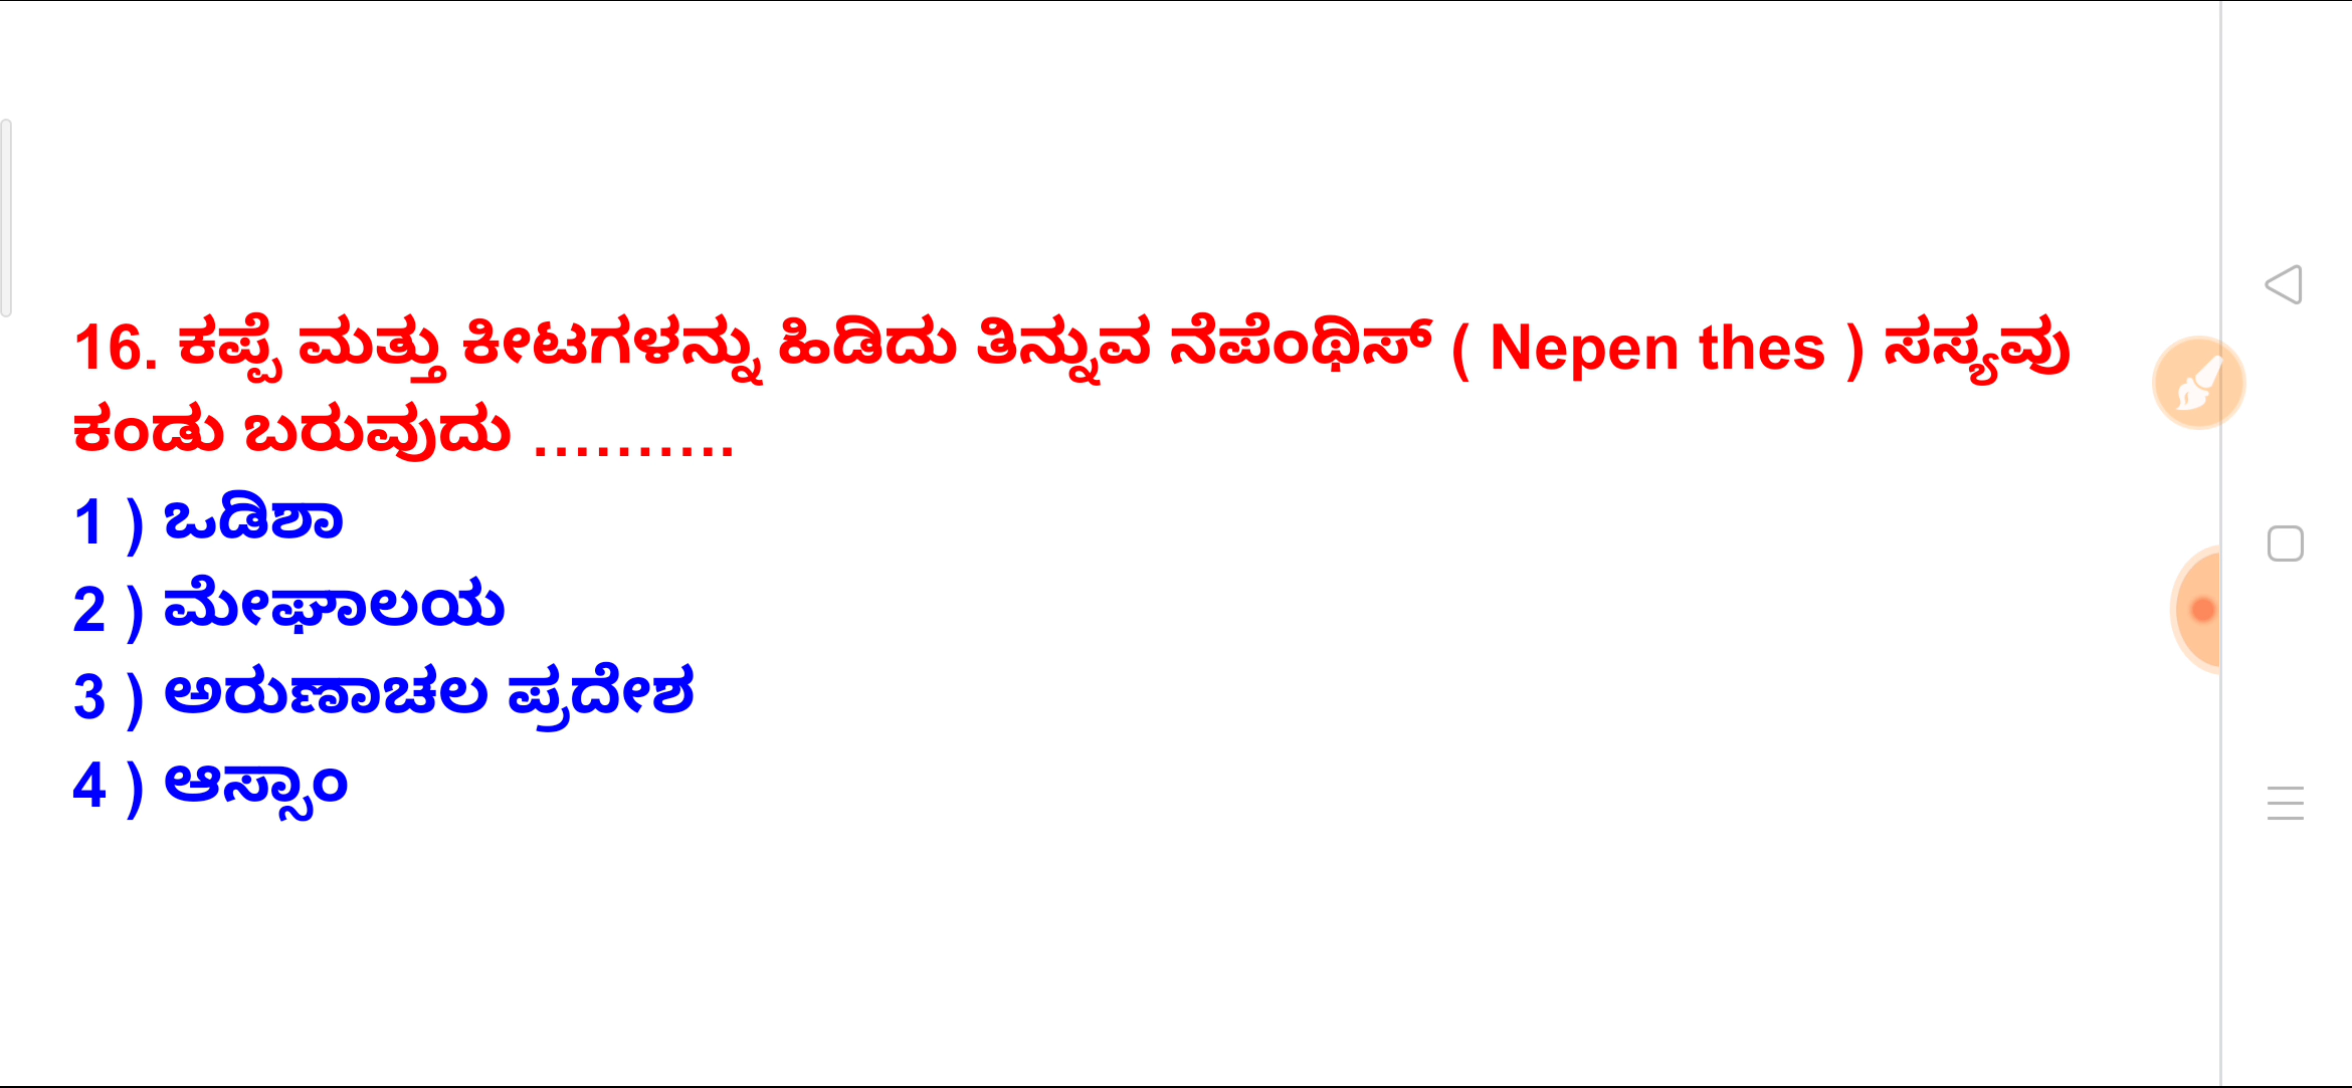 16. ಕಪ್ಪೆ ಮತ್ತು ಕೀಟಗಳನ್ನು ಹಿಡಿದು ತಿನ್ನುವ ನೆಪೆಂಥಿಸ್ ( Nepen thes ) ಸಸ್ಯವು
ಕಂಡು ಬರುವುದು ..........
1 ) ಒಡಿಶಾ
2 ) ಮೇಘಾಲಯ
3 ) ಅರುಣಾಚಲ ಪ್ರದೇಶ
4 ) ಆಸ್ಸಾಂ